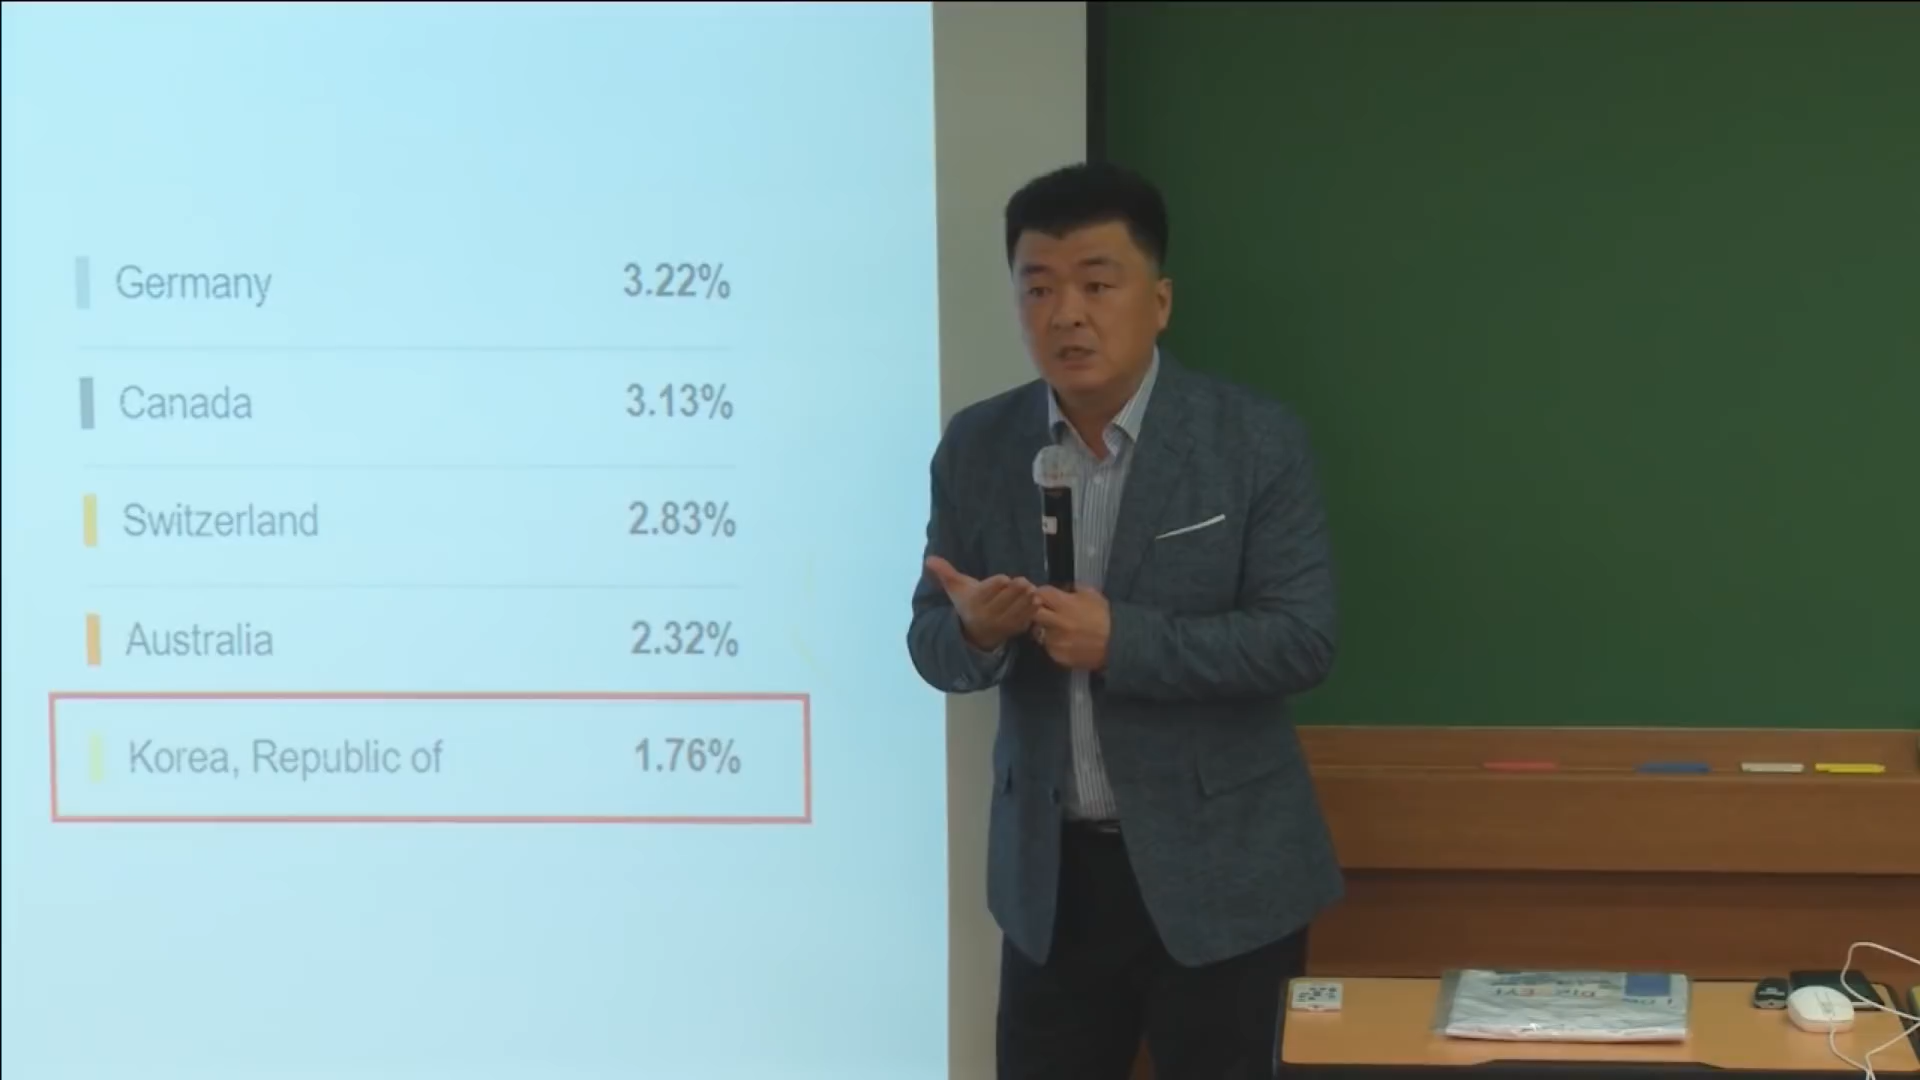 Germany 3.22%
Canada 3.13%
Switzerland 2.83%
Australia 2.32%
Korea, Republic of 1.76%